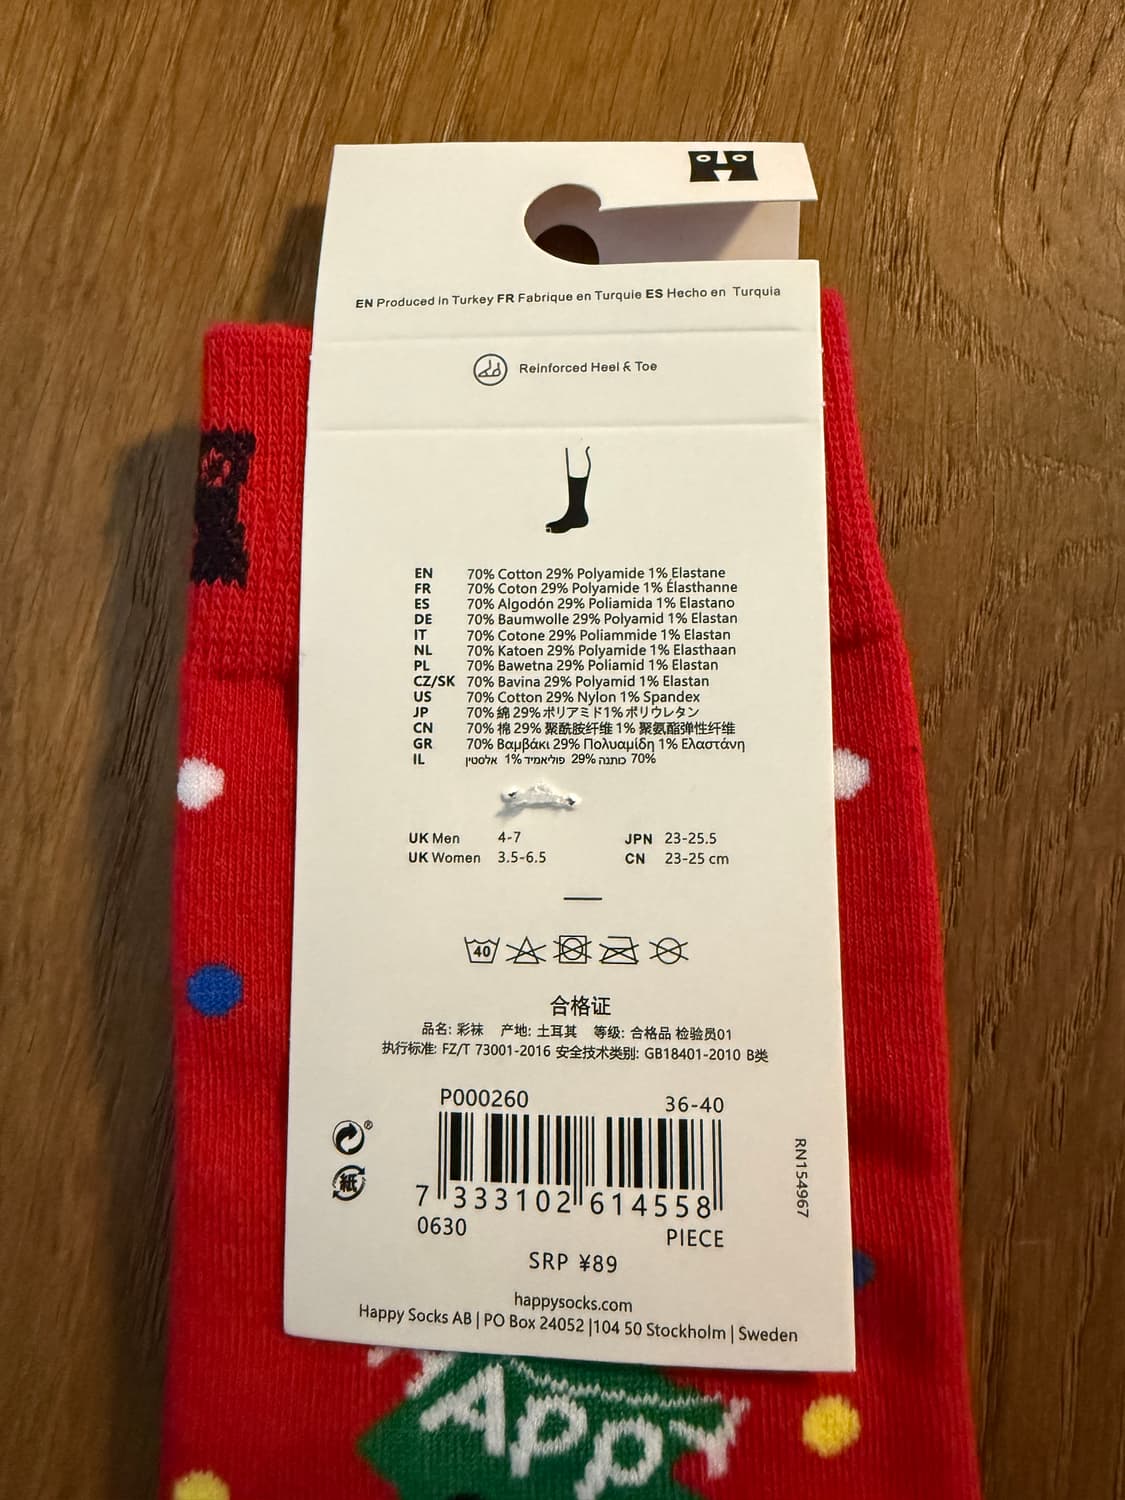 H
EN Produced in Turkey FR Fabrique en Turquie ES Hecho en Turquia
Reinforced Heel & Toe
EN 70% Cotton 29% Polyamide 1% Elastane
FR 70% Coton 29% Polyamide 1% Élasthanne
ES 70% Algodón 29% Poliamida 1% Elastano
DE 70% Baumwolle 29% Polyamid 1% Elastan
IT 70% Cotone 29% Poliammide 1% Elastan
NL 70% Katoen 29% Polyamide 1% Elasthaan
PL 70% Bawetna 29% Poliamid 1% Elastan
CZ/SK 70% Bavina 29% Polyamid 1% Elastan
US 70% Cotton 29% Nylon 1% Spandex
JP 70% 綿 29% ポリアミド1% ポリウレタン
CN 70% 棉 29% 聚酰胺纤维 1% 聚氨酯弹性纤维
GR 70% Βαμβάκι 29% Πολυαμίδη 1% Ελαστάνη
IL 70% כותנה 29% פוליאמיד 1% אלסטין
UK Men 4-7 JPN 23-25.5
UK Women 3.5-6.5 CN 23-25 cm
40
合格证
品名: 彩袜 产地: 土耳其 等级: 合格品 检验员01
执行标准: FZ/T 73001-2016 安全技术类别: GB18401-2010 B类
P000260 36-40
紙
7 333102 614558
RN154967
0630 PIECE
SRP ¥89
happysocks.com
Happy Socks AB | PO Box 24052 |104 50 Stockholm | Sweden
HAppY